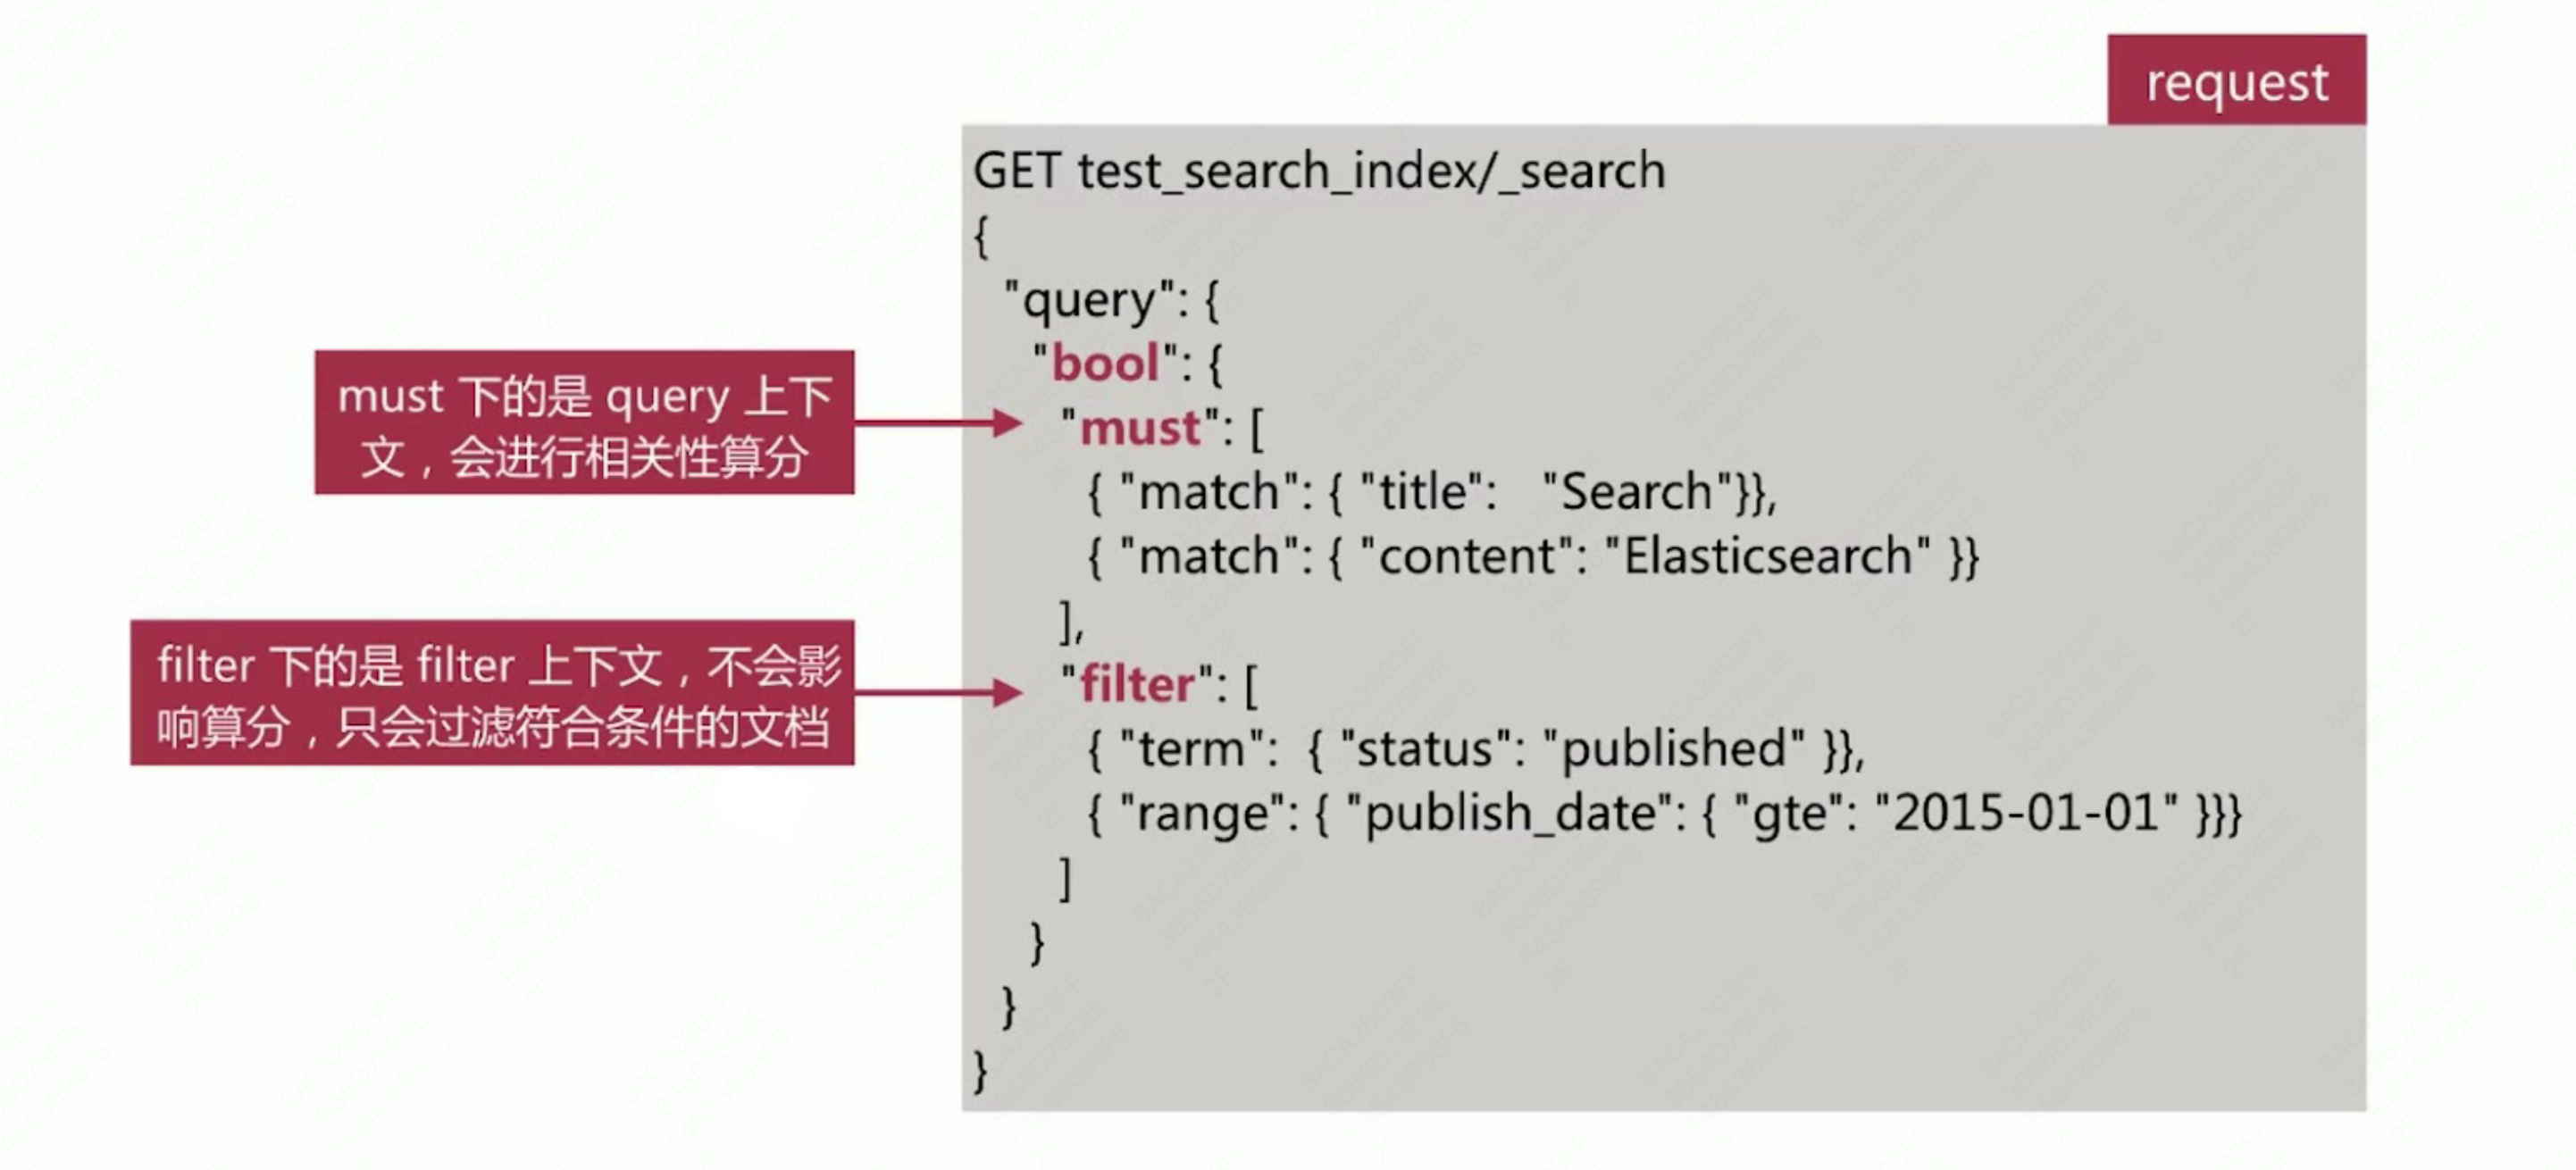 request
GET test_search_index/_search
{
"query": {
"bool": {
must 下的是 query 上下
文，会进行相关性算分
"must": [
{ "match": { "title":   "Search"}},
{ "match": { "content": "Elasticsearch" }}
],
filter 下的是 filter 上下文，不会影
响算分，只会过滤符合条件的文档
"filter": [
{ "term":  { "status": "published" }},
{ "range": { "publish_date": { "gte": "2015-01-01" }}}
]
}
}
}